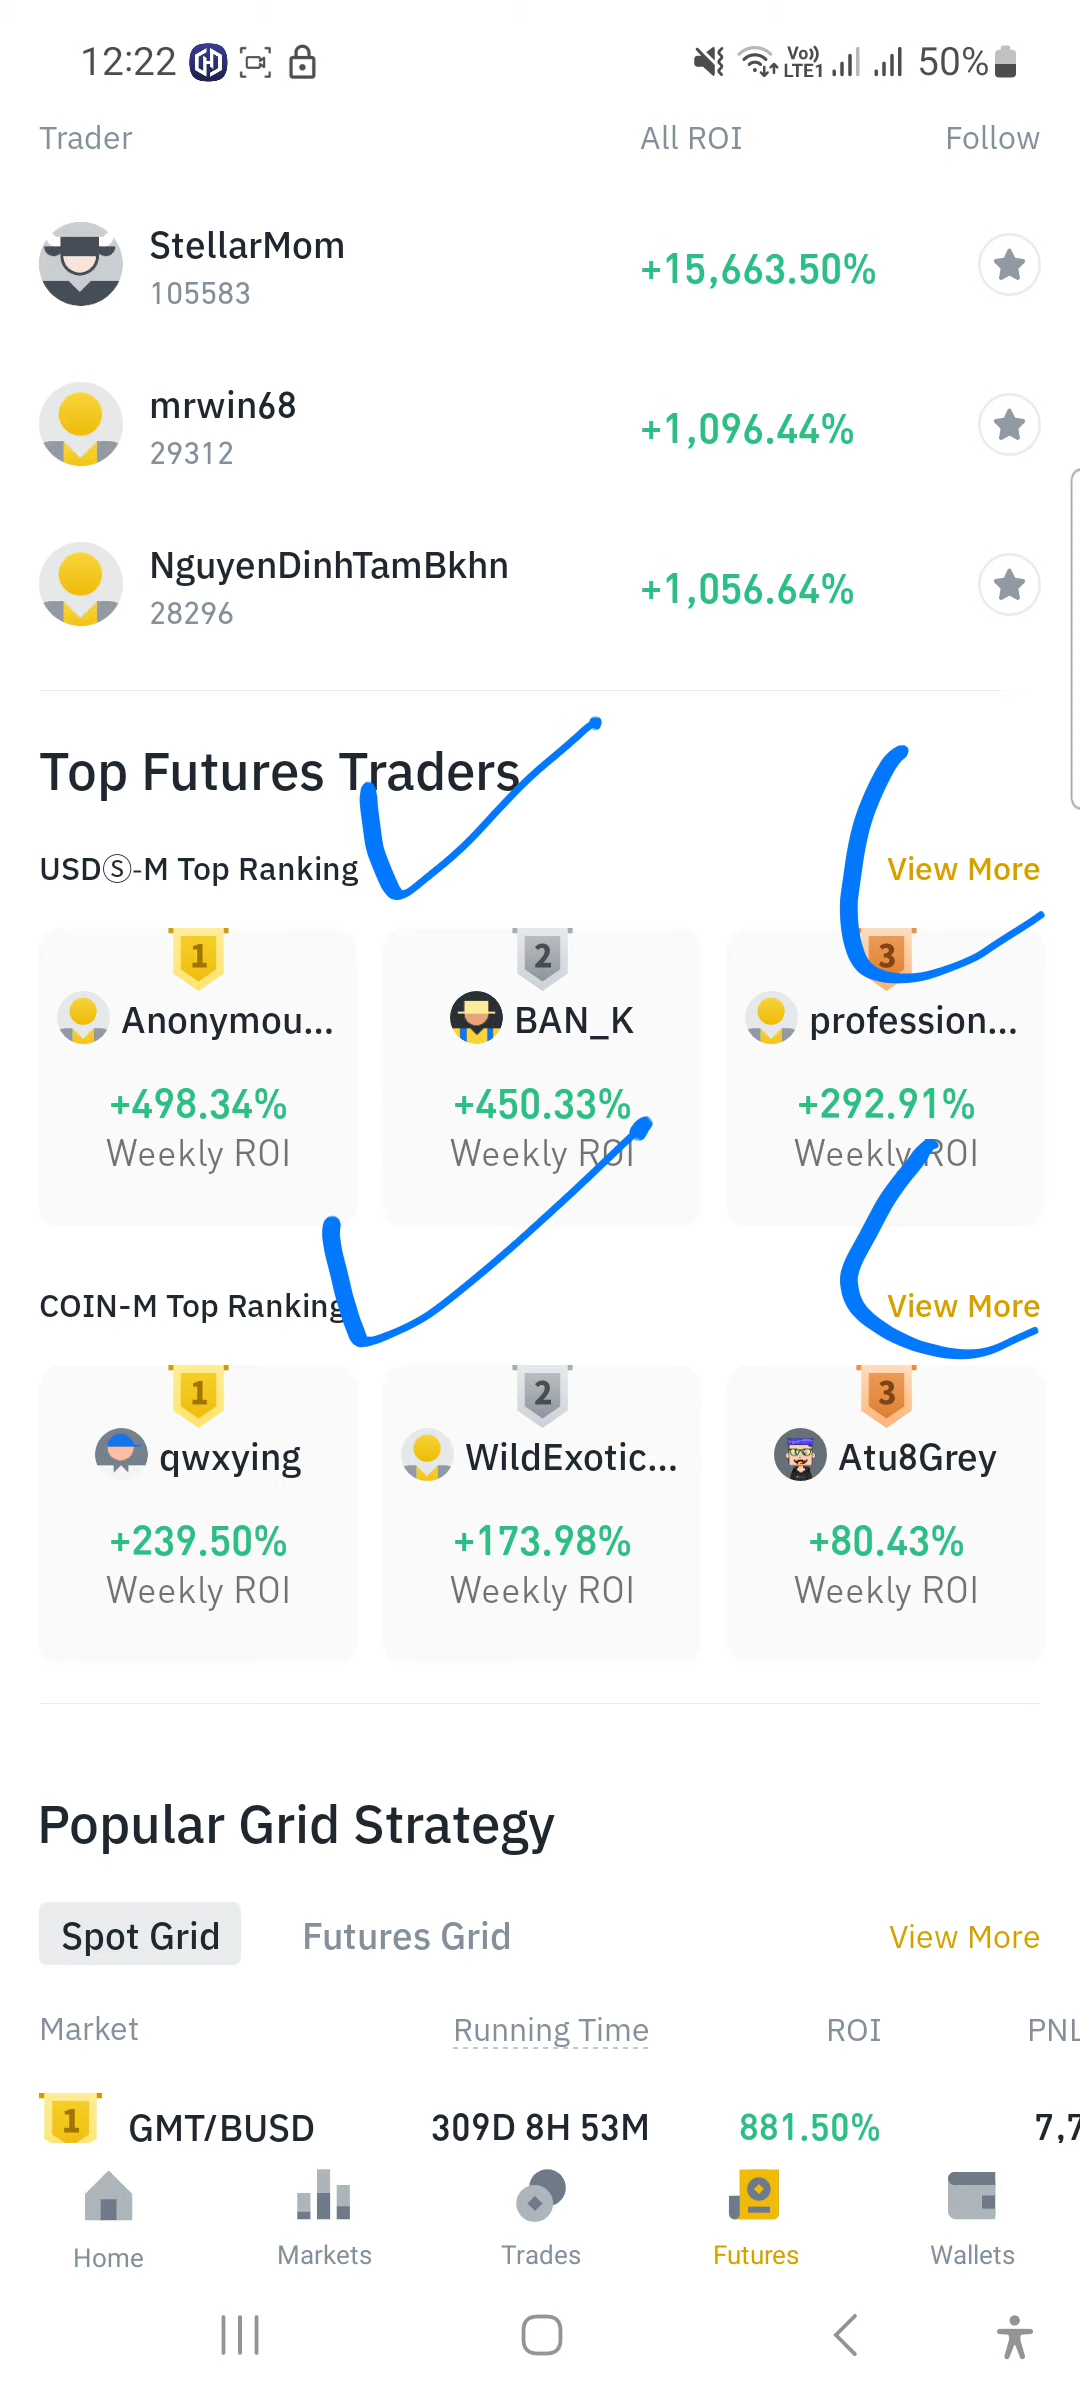 12:22 Vo)) LTE1 50%
Trader All ROI Follow
StellarMom
105583 +15,663.50%
mrwin68
29312 +1,096.44%
NguyenDinhTamBkhn
28296 +1,056.64%
Top Futures Traders
USDⓈ-M Top Ranking View More
1 2 3
Anonymou... BAN_K profession...
+498.34% +450.33% +292.91%
Weekly ROI Weekly ROI Weekly ROI
COIN-M Top Ranking View More
1 2 3
qwxying WildExotic... Atu8Grey
+239.50% +173.98% +80.43%
Weekly ROI Weekly ROI Weekly ROI
Popular Grid Strategy
Spot Grid Futures Grid View More
Market Running Time ROI PNL
1 GMT/BUSD 309D 8H 53M 881.50% 7,7
Home Markets Trades Futures Wallets